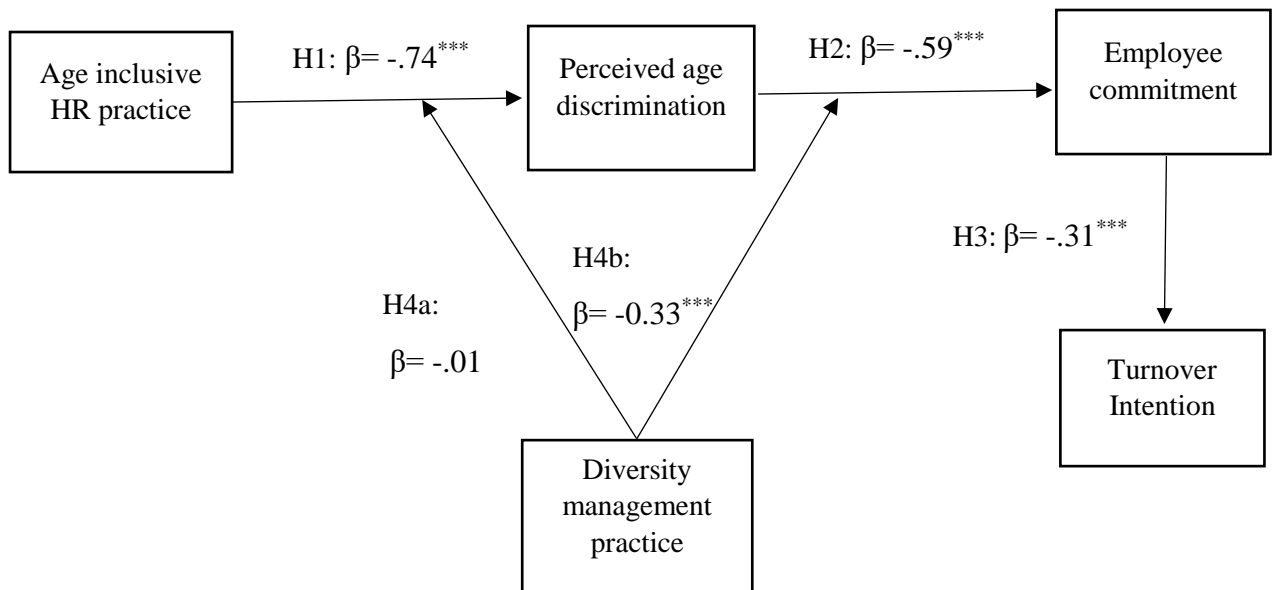 Age inclusive
HR practice
H1: β= -.74***
Perceived age
discrimination
H2: β= -.59***
Employee
commitment
H3: β= -.31***
H4b:
β= -0.33***
H4a:
β= -.01
Turnover
Intention
Diversity
management
practice